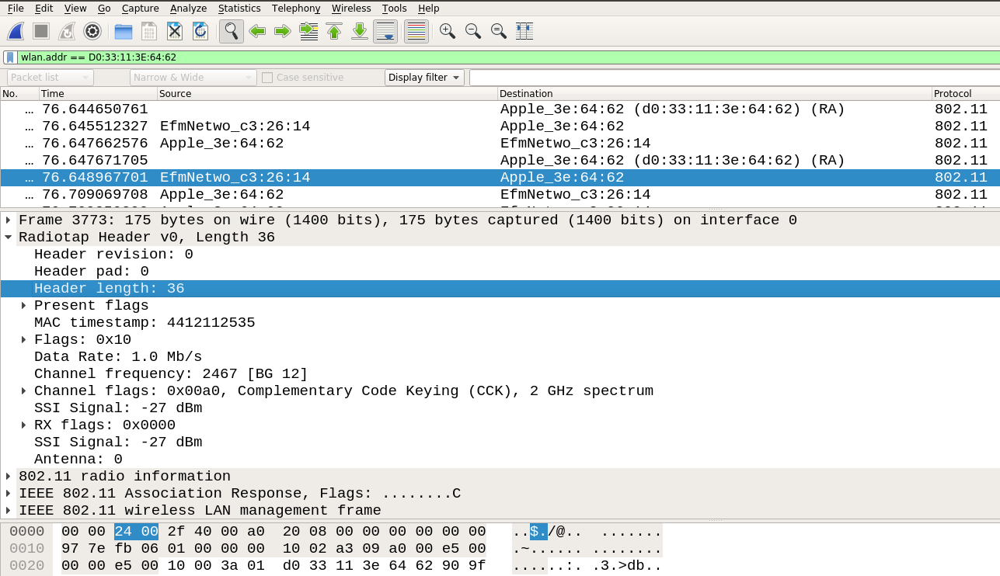 File Edit View Go Capture Analyze Statistics Telephony Wireless Tools Help
wlan.addr == D0:33:11:3E:64:62
Packet list Narrow & Wide Case sensitive Display filter
No. Time Source Destination Protocol
... 76.644650761 Apple_3e:64:62 (d0:33:11:3e:64:62) (RA) 802.11
... 76.645512327 EfmNetwo_c3:26:14 Apple_3e:64:62 802.11
... 76.647662576 Apple_3e:64:62 EfmNetwo_c3:26:14 802.11
... 76.647671705 Apple_3e:64:62 (d0:33:11:3e:64:62) (RA) 802.11
... 76.648967701 EfmNetwo_c3:26:14 Apple_3e:64:62 802.11
... 76.709069708 Apple_3e:64:62 EfmNetwo_c3:26:14 802.11
Frame 3773: 175 bytes on wire (1400 bits), 175 bytes captured (1400 bits) on interface 0
Radiotap Header v0, Length 36
Header revision: 0
Header pad: 0
Header length: 36
Present flags
MAC timestamp: 4412112535
Flags: 0x10
Data Rate: 1.0 Mb/s
Channel frequency: 2467 [BG 12]
Channel flags: 0x00a0, Complementary Code Keying (CCK), 2 GHz spectrum
SSI Signal: -27 dBm
RX flags: 0x0000
SSI Signal: -27 dBm
Antenna: 0
802.11 radio information
IEEE 802.11 Association Response, Flags: ........C
IEEE 802.11 wireless LAN management frame
0000 00 00 24 00 2f 40 00 a0 20 08 00 00 00 00 00 00 ..$./@.. .......
0010 97 7e fb 06 01 00 00 00 10 02 a3 09 a0 00 e5 00 .~...... ........
0020 00 00 e5 00 10 00 3a 01 d0 33 11 3e 64 62 90 9f ......:. .3.>db..